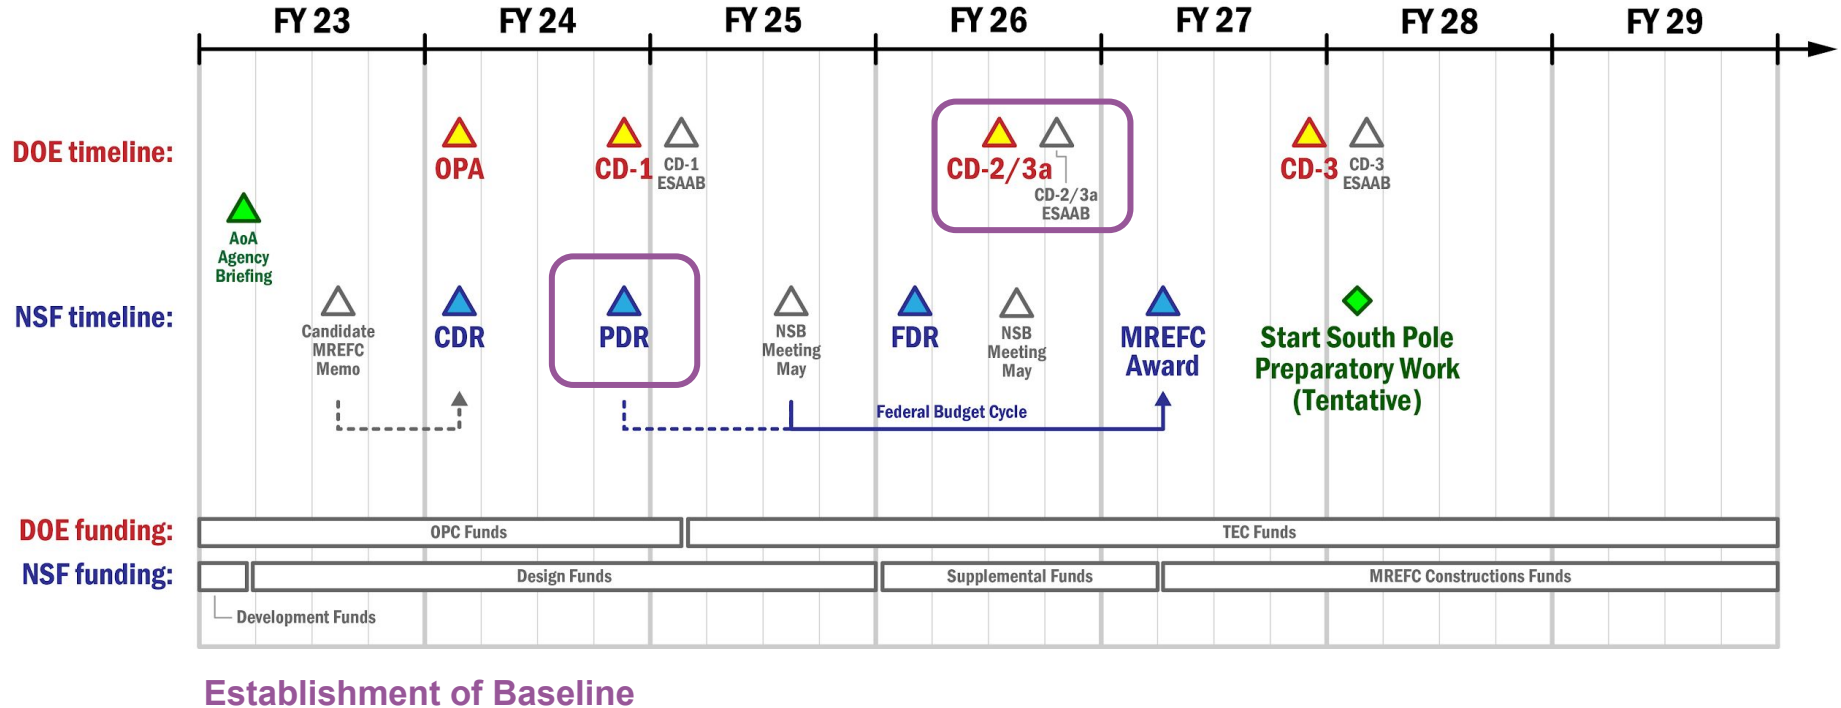 FY 23 FY 24 FY 25 FY 26 FY 27 FY 28 FY 29
DOE timeline:
OPA
CD-1
CD-1
ESAAB
CD-2/3a
CD-2/3a
ESAAB
CD-3
CD-3
ESAAB
AoA
Agency
Briefing
NSF timeline:
Candidate
MREFC
Memo
CDR
PDR
NSB
Meeting
May
FDR
NSB
Meeting
May
MREFC
Award
Start South Pole
Preparatory Work
(Tentative)
Federal Budget Cycle
DOE funding:
OPC Funds
TEC Funds
NSF funding:
Design Funds
Supplemental Funds
MREFC Constructions Funds
Development Funds
Establishment of Baseline